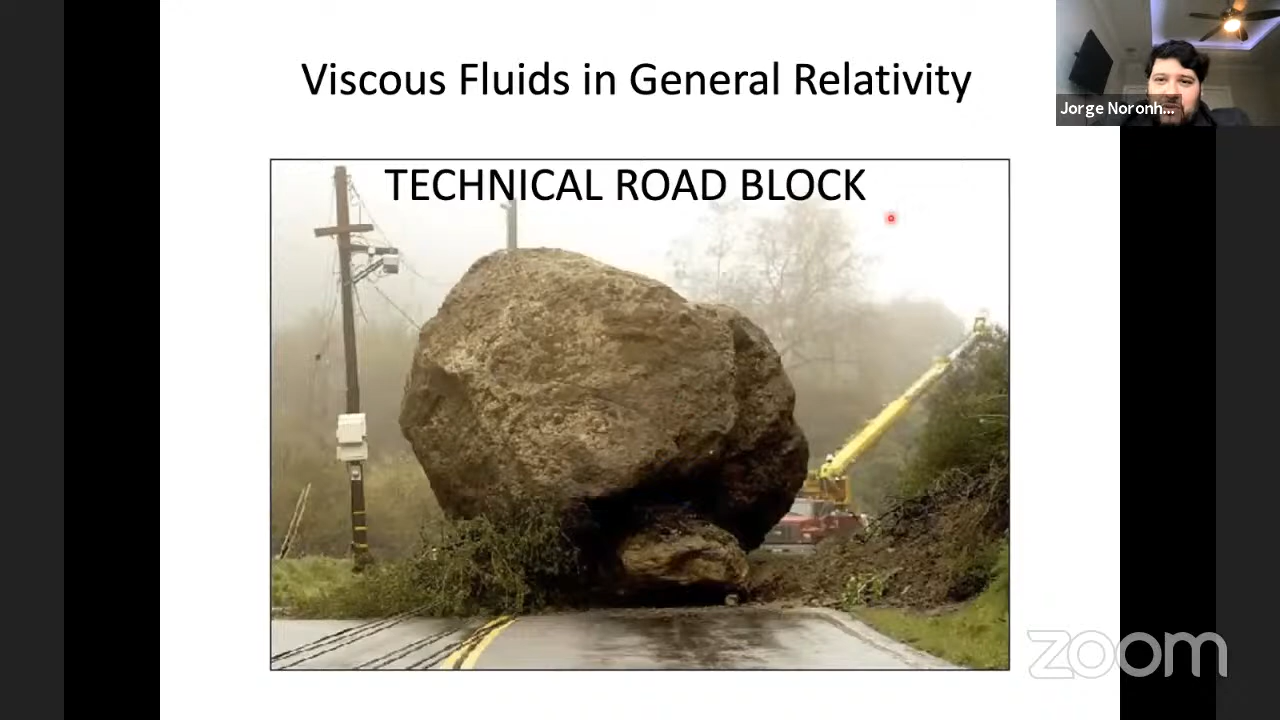 Viscous Fluids in General Relativity
Jorge Noronh...
TECHNICAL ROAD BLOCK
zoom